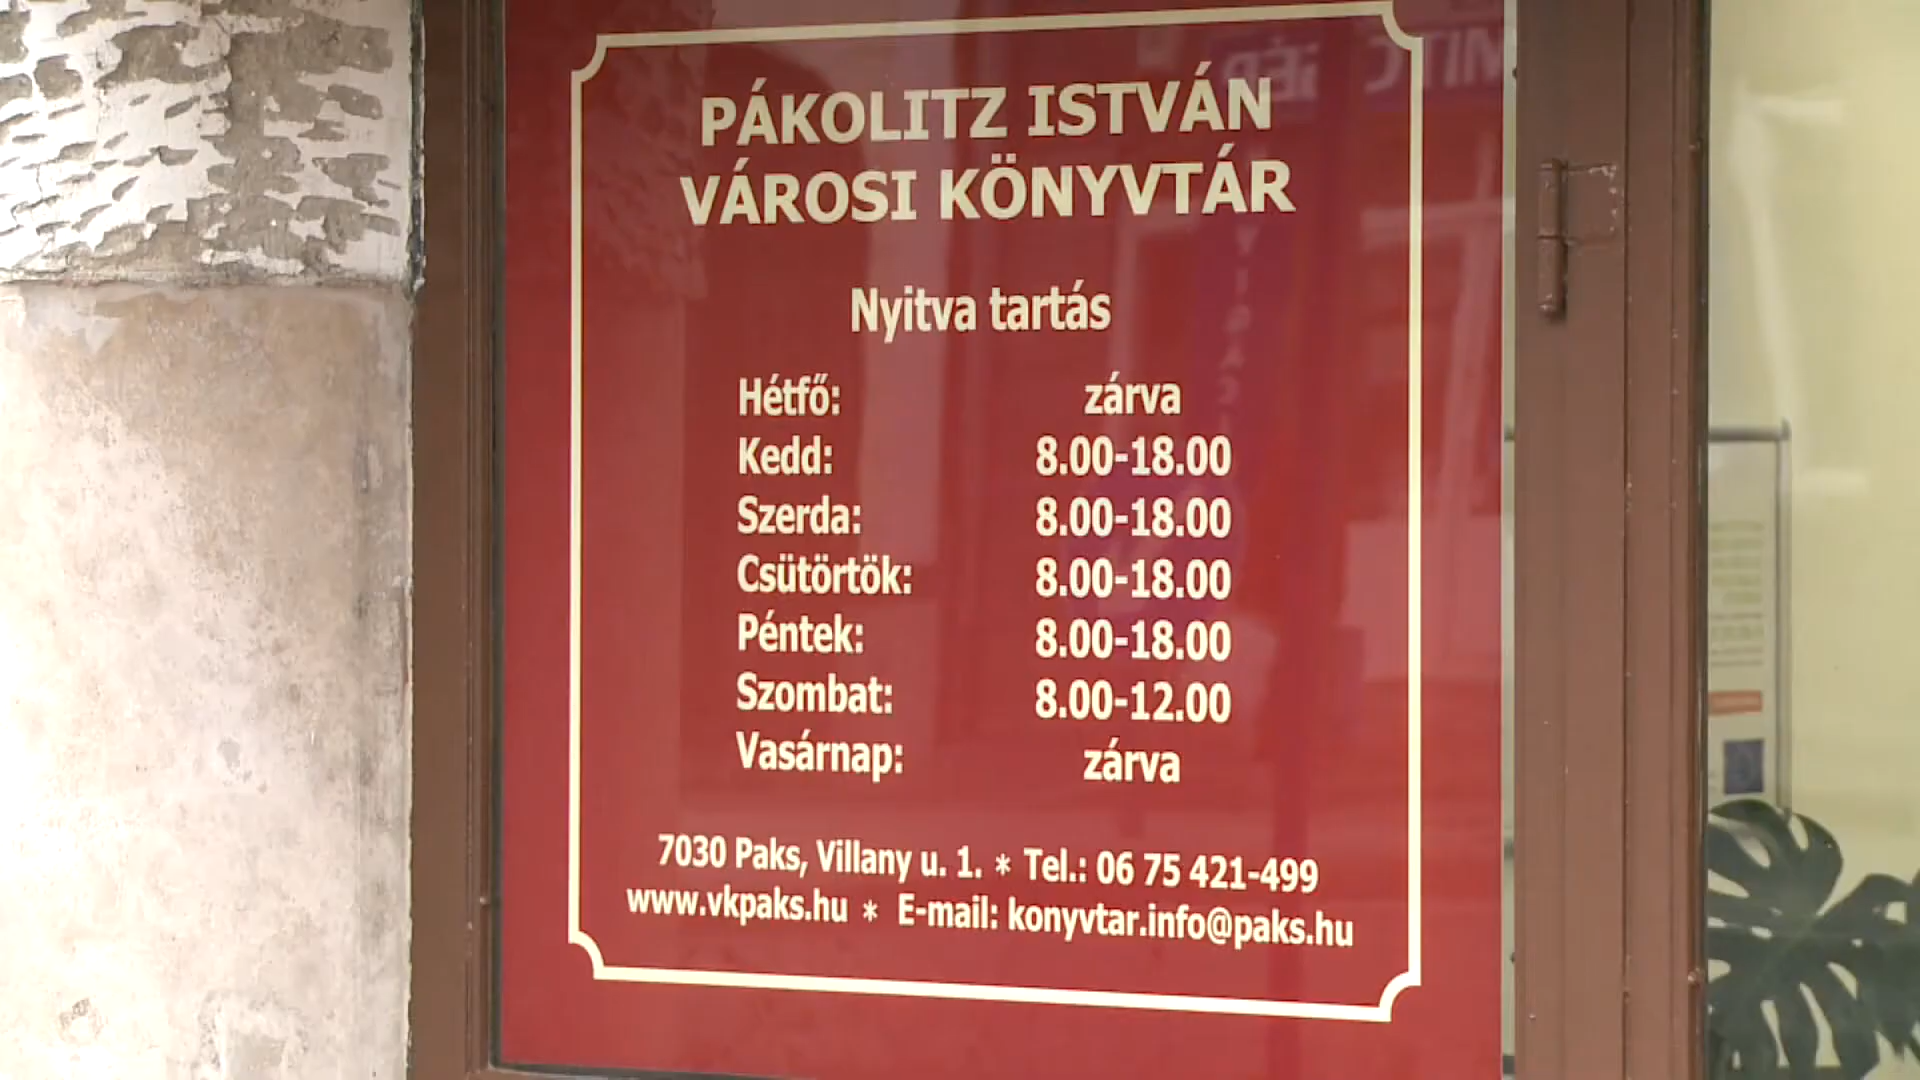 PÁKOLITZ ISTVÁN
VÁROSI KÖNYVTÁR
Nyitva tartás
Hétfő: zárva
Kedd: 8.00-18.00
Szerda: 8.00-18.00
Csütörtök: 8.00-18.00
Péntek: 8.00-18.00
Szombat: 8.00-12.00
Vasárnap: zárva
7030 Paks, Villany u. 1. * Tel.: 06 75 421-499
www.vkpaks.hu * E-mail: konyvtar.info@paks.hu